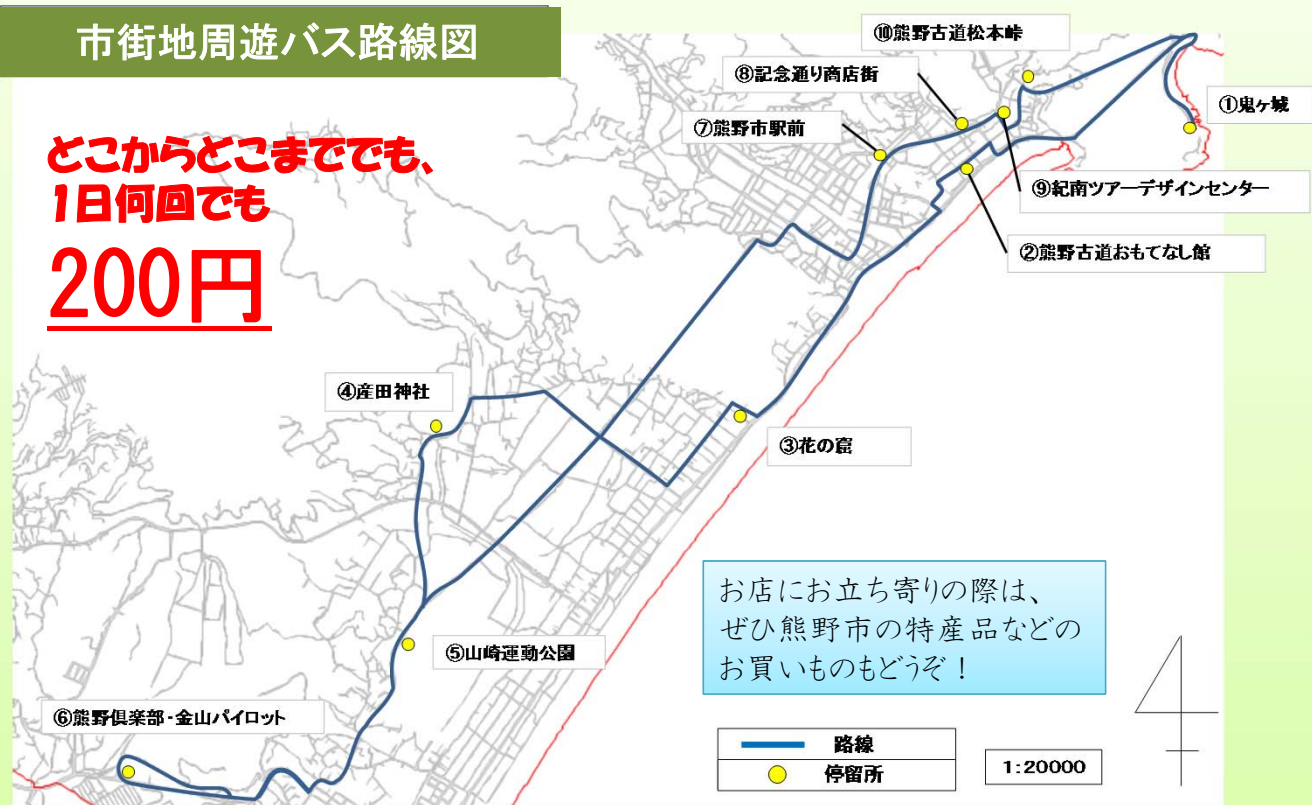 市街地周遊バス路線図
どこからどこまででも、
1日何回でも
200円
⑩熊野古道松本峠
⑧記念通り商店街
①鬼ヶ城
⑦熊野市駅前
⑨紀南ツアーデザインセンター
②熊野古道おもてなし館
④産田神社
③花の窟
⑤山崎運動公園
⑥熊野倶楽部・金山パイロット
お店にお立ち寄りの際は、
ぜひ熊野市の特産品などの
お買いものもどうぞ！
路線
停留所
1:20000
4